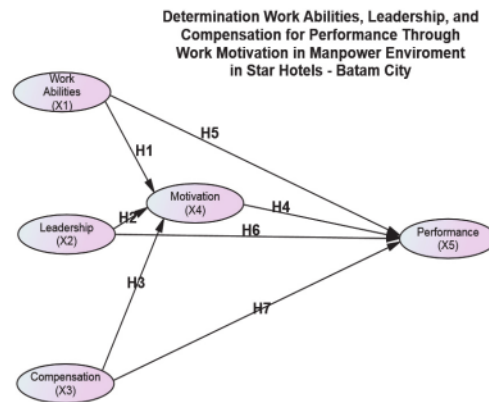 Determination Work Abilities, Leadership, and
Compensation for Performance Through
Work Motivation in Manpower Enviroment
in Star Hotels - Batam City
Work
Abilities
(X1)
H5
H1
Motivation
(X4)
H4
H2
Leadership
(X2)
H6
Performance
(X5)
H3
H7
Compensation
(X3)